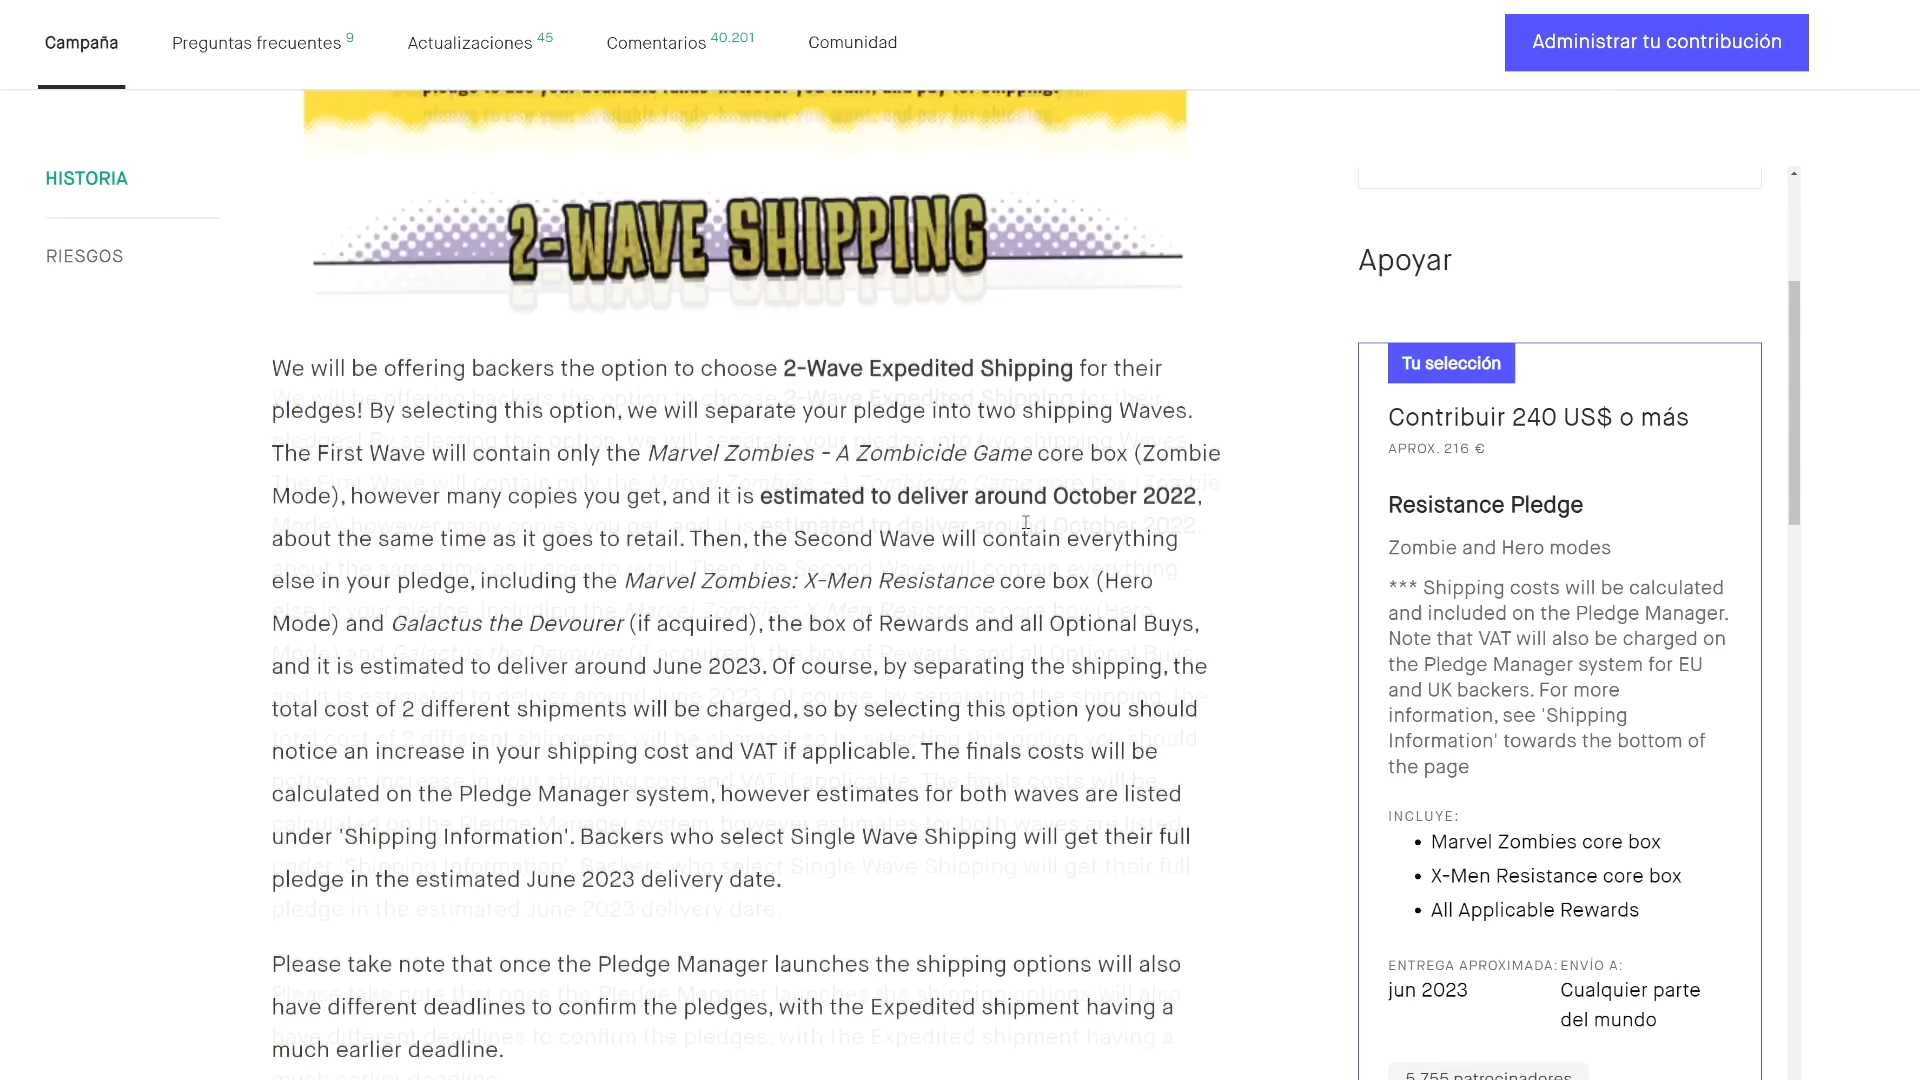 Campaña
Preguntas frecuentes 9
Actualizaciones 45
Comentarios 40.201
Comunidad
Administrar tu contribución
pledge to use your available funds however you want, and pay for shipping.
HISTORIA
RIESGOS
2-WAVE SHIPPING
We will be offering backers the option to choose 2-Wave Expedited Shipping for their
pledges! By selecting this option, we will separate your pledge into two shipping Waves.
The First Wave will contain only the Marvel Zombies - A Zombicide Game core box (Zombie
Mode), however many copies you get, and it is estimated to deliver around October 2022,
about the same time as it goes to retail. Then, the Second Wave will contain everything
else in your pledge, including the Marvel Zombies: X-Men Resistance core box (Hero
Mode) and Galactus the Devourer (if acquired), the box of Rewards and all Optional Buys,
and it is estimated to deliver around June 2023. Of course, by separating the shipping, the
total cost of 2 different shipments will be charged, so by selecting this option you should
notice an increase in your shipping cost and VAT if applicable. The finals costs will be
calculated on the Pledge Manager system, however estimates for both waves are listed
under 'Shipping Information'. Backers who select Single Wave Shipping will get their full
pledge in the estimated June 2023 delivery date.
Please take note that once the Pledge Manager launches the shipping options will also
have different deadlines to confirm the pledges, with the Expedited shipment having a
much earlier deadline.
Apoyar
Tu selección
Contribuir 240 US$ o más
APROX. 216 €
Resistance Pledge
Zombie and Hero modes
*** Shipping costs will be calculated
and included on the Pledge Manager.
Note that VAT will also be charged on
the Pledge Manager system for EU
and UK backers. For more
information, see 'Shipping
Information' towards the bottom of
the page
INCLUYE:
• Marvel Zombies core box
• X-Men Resistance core box
• All Applicable Rewards
ENTREGA APROXIMADA:
jun 2023
ENVÍO A:
Cualquier parte
del mundo
5.755 patrocinadores